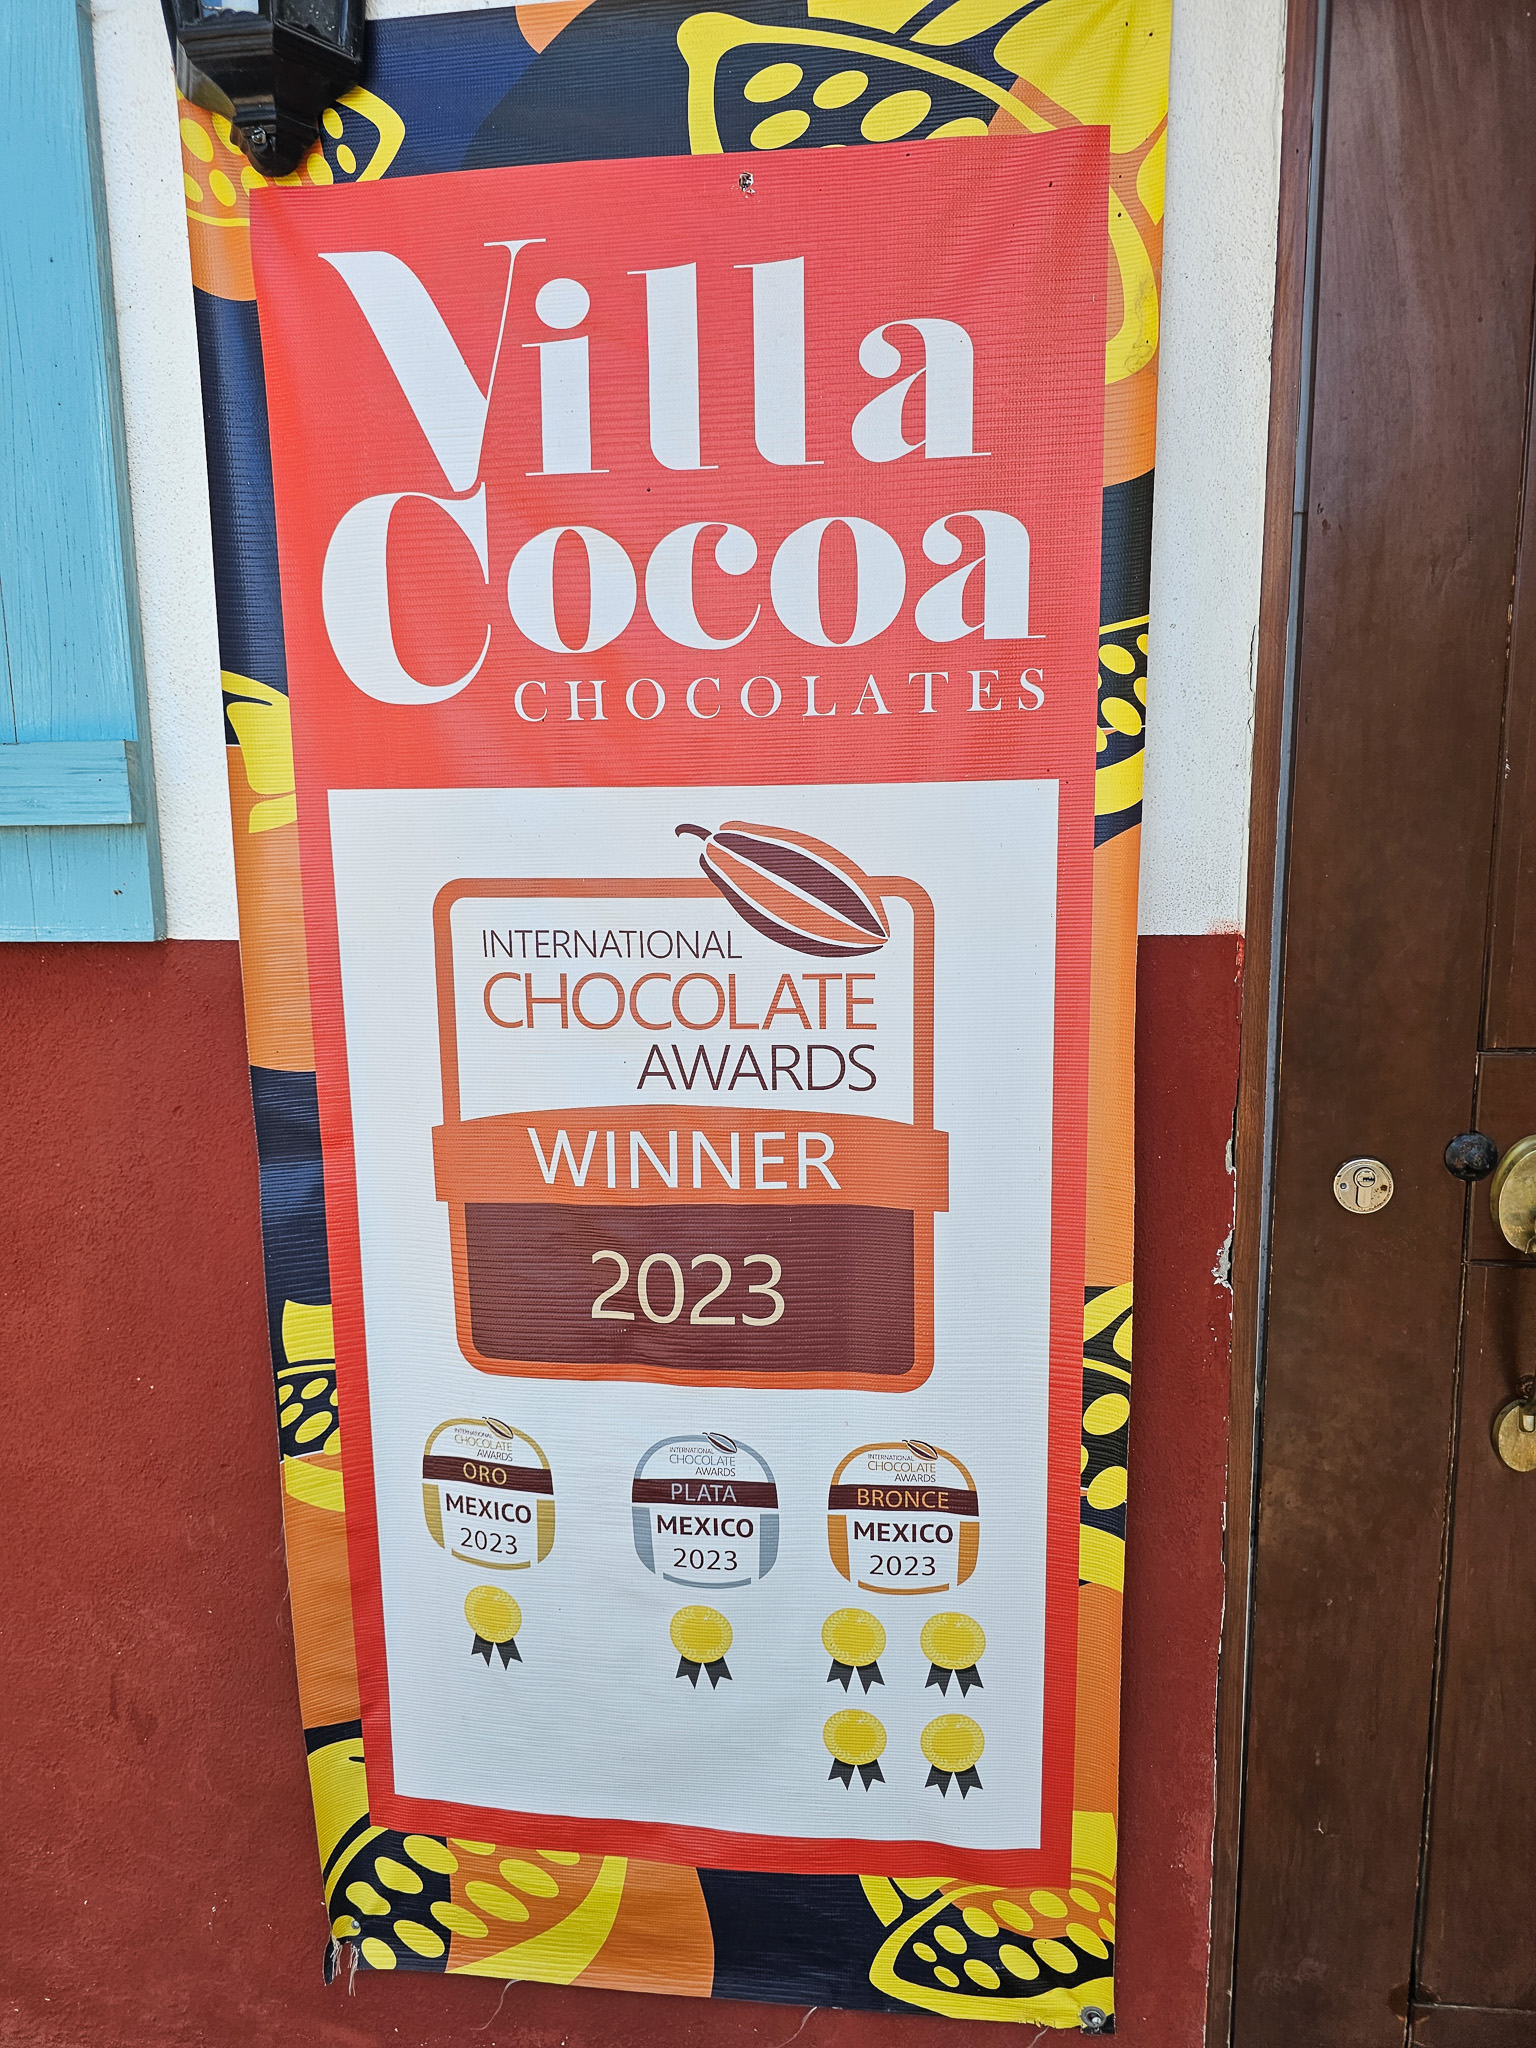 Villa
Cocoa
CHOCOLATES
INTERNATIONAL
CHOCOLATE
AWARDS
WINNER
2023
INTERNATIONAL
CHOCOLATE
AWARDS
ORO
MEXICO
2023
INTERNATIONAL
CHOCOLATE
AWARDS
PLATA
MEXICO
2023
INTERNATIONAL
CHOCOLATE
AWARDS
BRONCE
MEXICO
2023